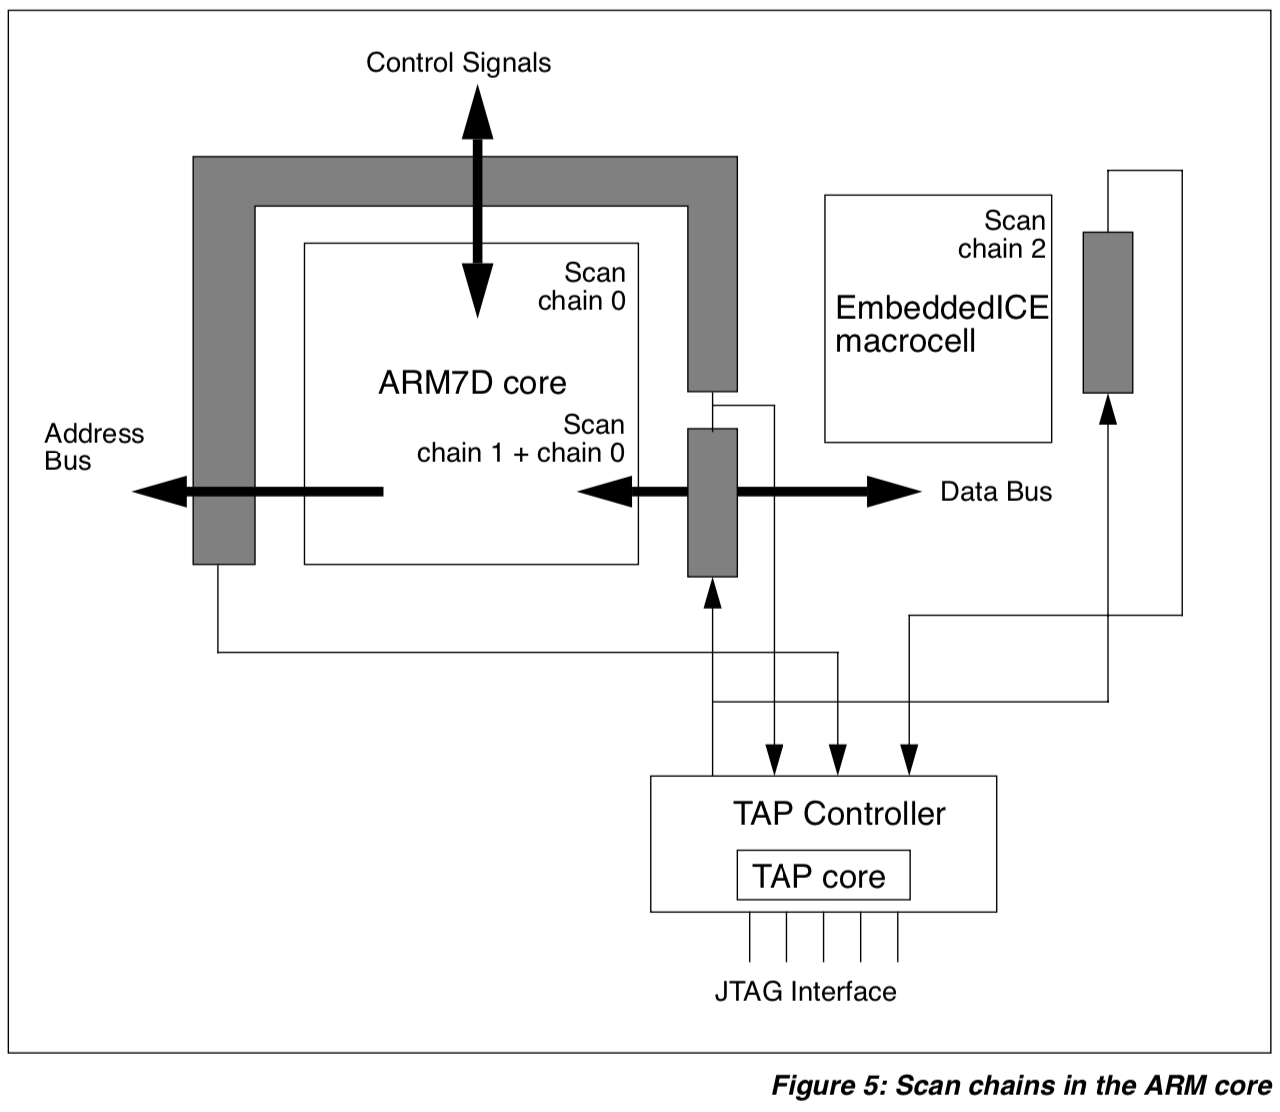 Control Signals
Scan
chain 2
Scan
chain 0
EmbeddedICE
macrocell
ARM7D core
Scan
chain 1 + chain 0
Address
Bus
Data Bus
TAP Controller
TAP core
JTAG Interface
Figure 5: Scan chains in the ARM core